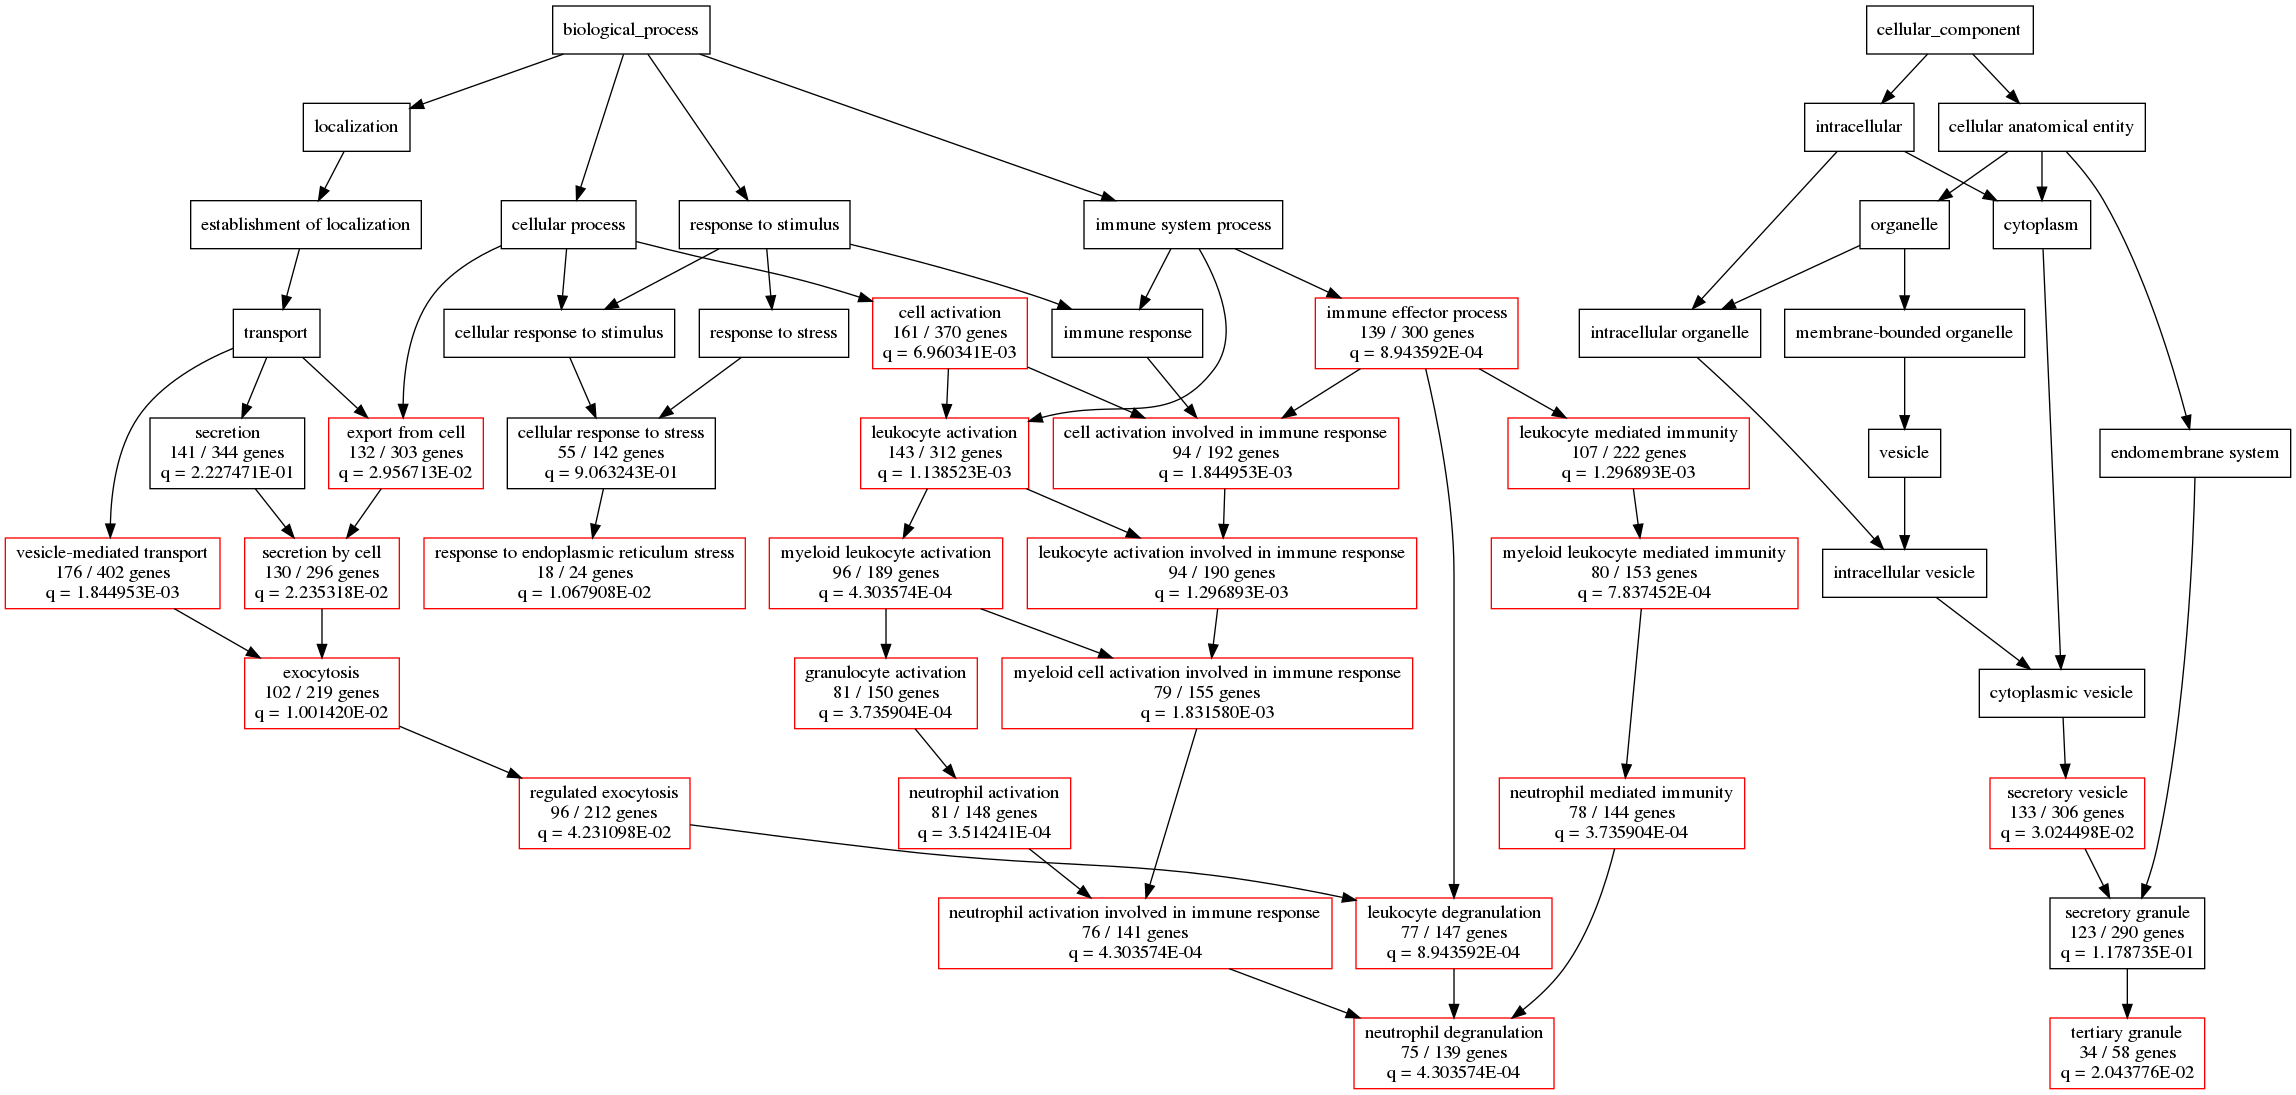 biological_process
cellular_component
localization
intracellular
cellular anatomical entity
establishment of localization
cellular process
response to stimulus
immune system process
organelle
cytoplasm
transport
cellular response to stimulus
response to stress
cell activation
161 / 370 genes
q = 6.960341E-03
immune response
immune effector process
139 / 300 genes
q = 8.943592E-04
intracellular organelle
membrane-bounded organelle
secretion
141 / 344 genes
q = 2.227471E-01
export from cell
132 / 303 genes
q = 2.956713E-02
cellular response to stress
55 / 142 genes
q = 9.063243E-01
leukocyte activation
143 / 312 genes
q = 1.138523E-03
cell activation involved in immune response
94 / 192 genes
q = 1.844953E-03
leukocyte mediated immunity
107 / 222 genes
q = 1.296893E-03
vesicle
endomembrane system
vesicle-mediated transport
176 / 402 genes
q = 1.844953E-03
secretion by cell
130 / 296 genes
q = 2.235318E-02
response to endoplasmic reticulum stress
18 / 24 genes
q = 1.067908E-02
myeloid leukocyte activation
96 / 189 genes
q = 4.303574E-04
leukocyte activation involved in immune response
94 / 190 genes
q = 1.296893E-03
myeloid leukocyte mediated immunity
80 / 153 genes
q = 7.837452E-04
intracellular vesicle
exocytosis
102 / 219 genes
q = 1.001420E-02
granulocyte activation
81 / 150 genes
q = 3.735904E-04
myeloid cell activation involved in immune response
79 / 155 genes
q = 1.831580E-03
cytoplasmic vesicle
regulated exocytosis
96 / 212 genes
q = 4.231098E-02
neutrophil activation
81 / 148 genes
q = 3.514241E-04
neutrophil mediated immunity
78 / 144 genes
q = 3.735904E-04
secretory vesicle
133 / 306 genes
q = 3.024498E-02
neutrophil activation involved in immune response
76 / 141 genes
q = 4.303574E-04
leukocyte degranulation
77 / 147 genes
q = 8.943592E-04
secretory granule
123 / 290 genes
q = 1.178735E-01
neutrophil degranulation
75 / 139 genes
q = 4.303574E-04
tertiary granule
34 / 58 genes
q = 2.043776E-02